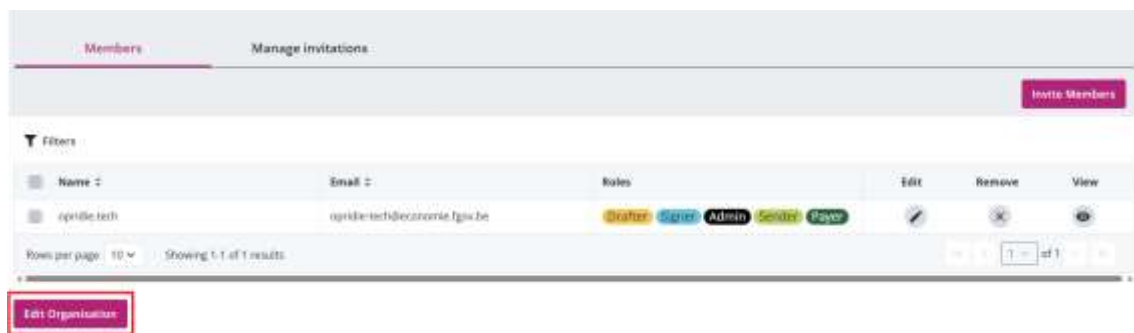 Members Manage invitations
Invite Members
Filters
Name Email Roles Edit Remove View
opridie.tech opridie-tech@economie.fgov.be Drafter Signer Admin Sender Payer
Rows per page 10 Showing 1-1 of 1 results 1 of 1
Edit Organisation